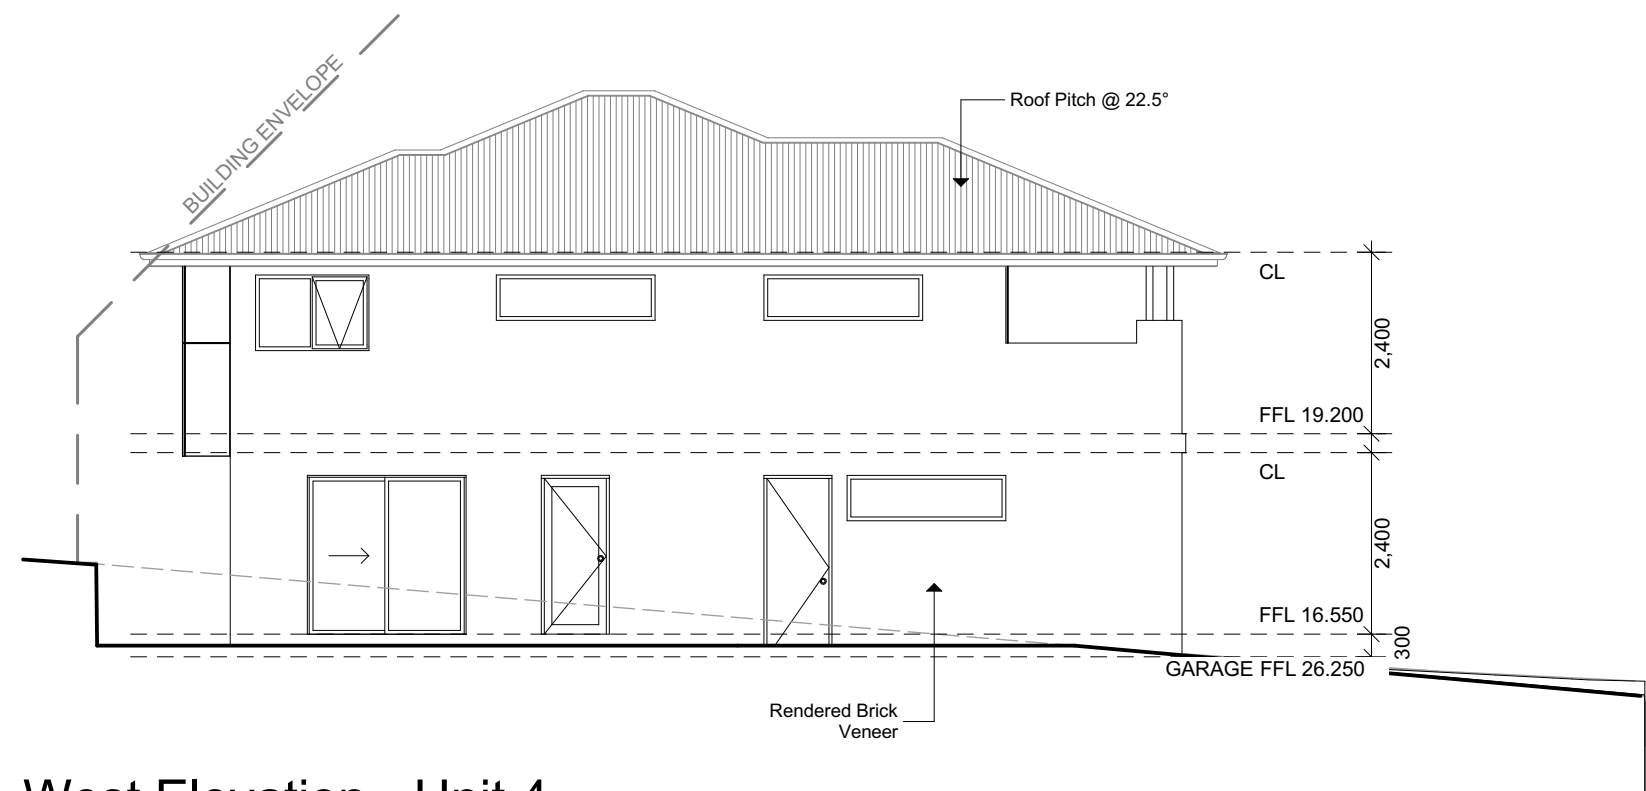 BUILDING ENVELOPE
Roof Pitch @ 22.5°
CL
2,400
FFL 19.200
CL
2,400
FFL 16.550
300
GARAGE FFL 26.250
Rendered Brick
Veneer
West Elevation - Unit 4